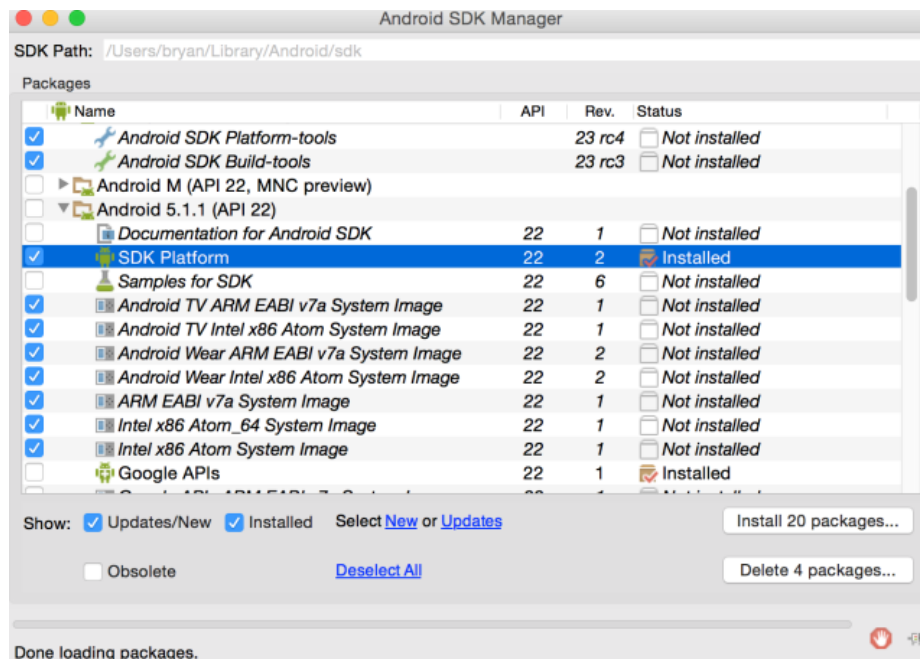 Android SDK Manager
SDK Path: /Users/bryan/Library/Android/sdk
Packages
Name API Rev. Status
Android SDK Platform-tools 23 rc4 Not installed
Android SDK Build-tools 23 rc3 Not installed
Android M (API 22, MNC preview)
Android 5.1.1 (API 22)
Documentation for Android SDK 22 1 Not installed
SDK Platform 22 2 Installed
Samples for SDK 22 6 Not installed
Android TV ARM EABI v7a System Image 22 1 Not installed
Android TV Intel x86 Atom System Image 22 1 Not installed
Android Wear ARM EABI v7a System Image 22 2 Not installed
Android Wear Intel x86 Atom System Image 22 2 Not installed
ARM EABI v7a System Image 22 1 Not installed
Intel x86 Atom_64 System Image 22 1 Not installed
Intel x86 Atom System Image 22 1 Not installed
Google APIs 22 1 Installed
Show: Updates/New Installed Select New or Updates Install 20 packages...
Obsolete Deselect All Delete 4 packages...
Done loading packages.